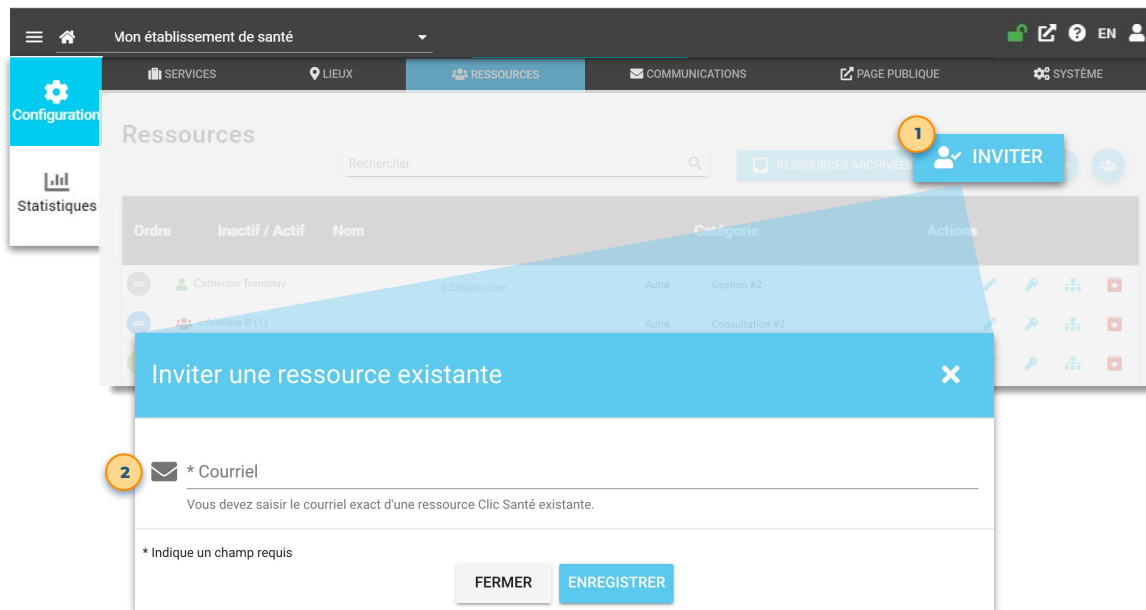 Mon établissement de santé
EN
SERVICES LIEUX RESSOURCES COMMUNICATIONS PAGE PUBLIQUE SYSTÈME
Configuration
Statistiques
Ressources
Rechercher
RESSOURCES ARCHIVÉES
1 INVITER
Ordre Inactif / Actif Nom Catégorie Actions
Catherine Tremblay 123@abc.com Autre Gestion #2
Infirmière B (1) Autre Consultation #2
Inviter une ressource existante
2 * Courriel
Vous devez saisir le courriel exact d'une ressource Clic Santé existante.
* Indique un champ requis
FERMER ENREGISTRER